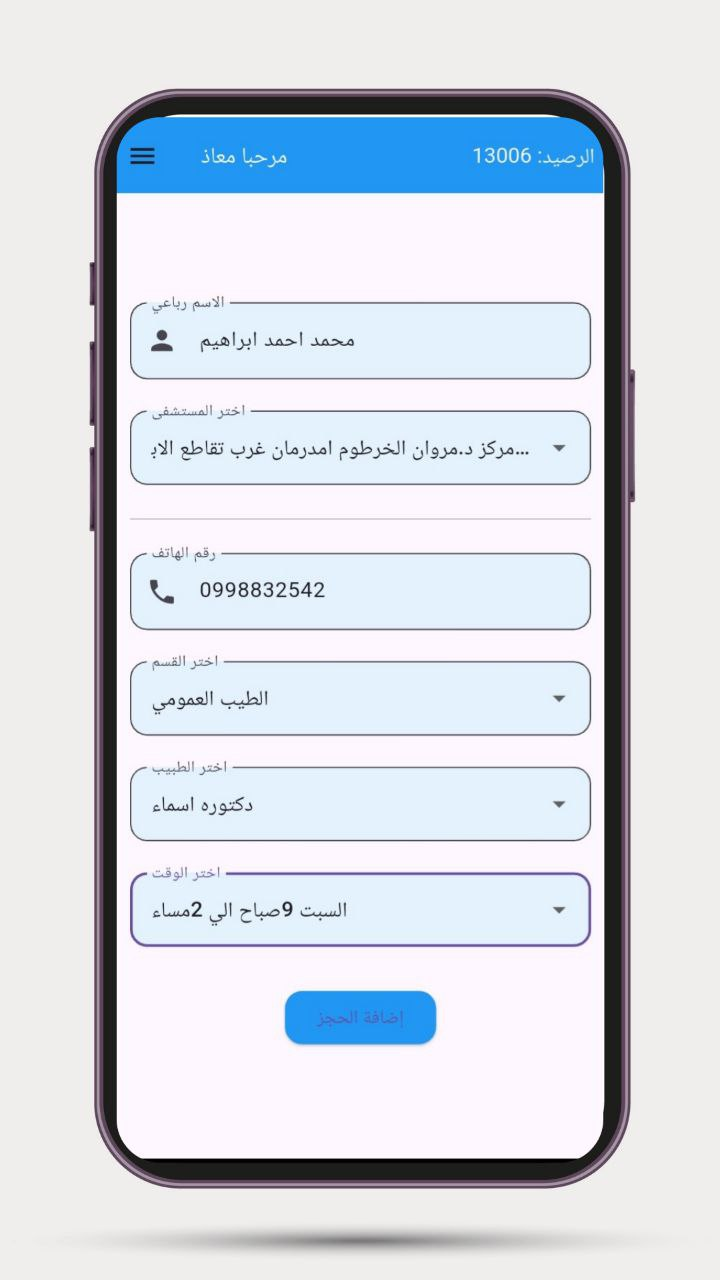 مرحبا معاذ
الرصيد: 13006
الاسم رباعي
محمد احمد ابراهيم
اختر المستشفى
مركز د.مروان الخرطوم امدرمان غرب تقاطع الاب...
رقم الهاتف
0998832542
اختر القسم
الطيب العمومي
اختر الطبيب
دكتوره اسماء
اختر الوقت
السبت 9صباح الي 2مساء
إضافة الحجز